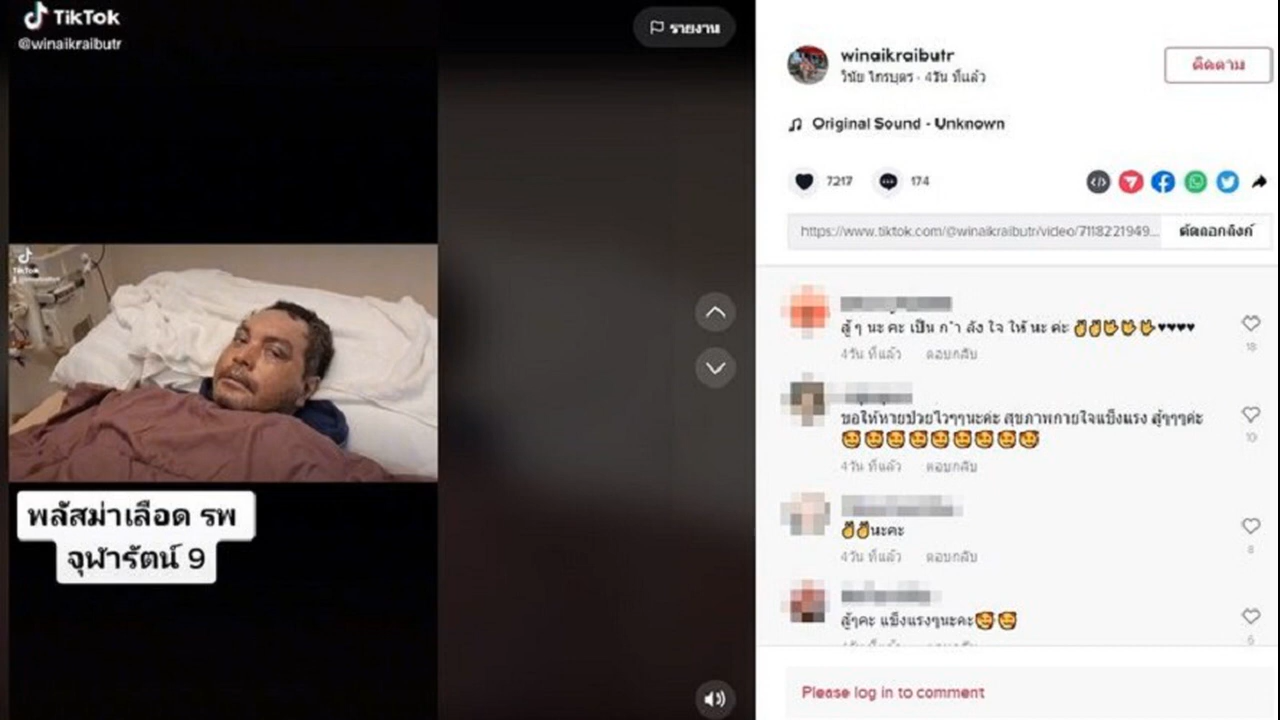 TikTok
@winaikraibutr
รายงาน
TikTok
พลัสม่าเลือด รพ
จุฬารัตน์ 9
winaikraibutr
วินัย ไกรบุตร · 4วัน ที่แล้ว
ติดตาม
Original Sound - Unknown
7217
174
https://www.tiktok.com/@winaikraibutr/video/7118221949...
คัดลอกลิงก์
สู้ ๆ นะ คะ เป็น ก ำ ลัง ใจ ให้ นะ ค่ะ ✌✌🖖🖖🖖♥♥♥♥
18
4วัน ที่แล้ว ตอบกลับ
ขอให้หายป่วยไวๆๆนะค่ะ สุขภาพกายใจแข็งแรง สู้ๆๆๆค่ะ
🥰🥰🥰🥰🥰🥰🥰🥰
10
4วัน ที่แล้ว ตอบกลับ
✌✌นะคะ
8
4วัน ที่แล้ว ตอบกลับ
สู้ๆคะ แข็งแรงๆนะคะ🥰🥰
6
Please log in to comment